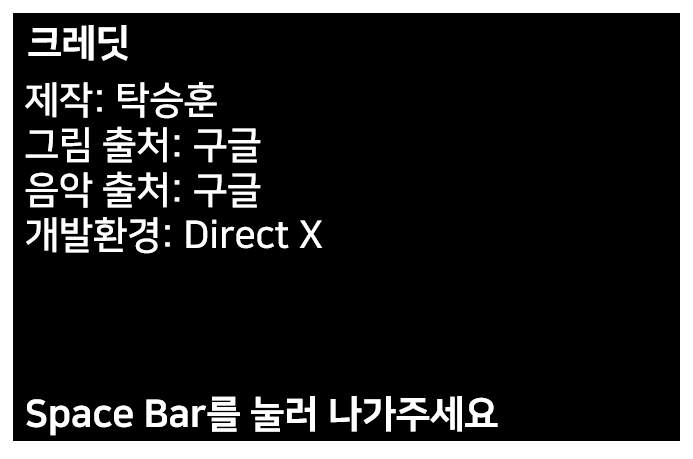 크레딧
제작: 탁승훈
그림 출처: 구글
음악 출처: 구글
개발환경: Direct X
Space Bar를 눌러 나가주세요